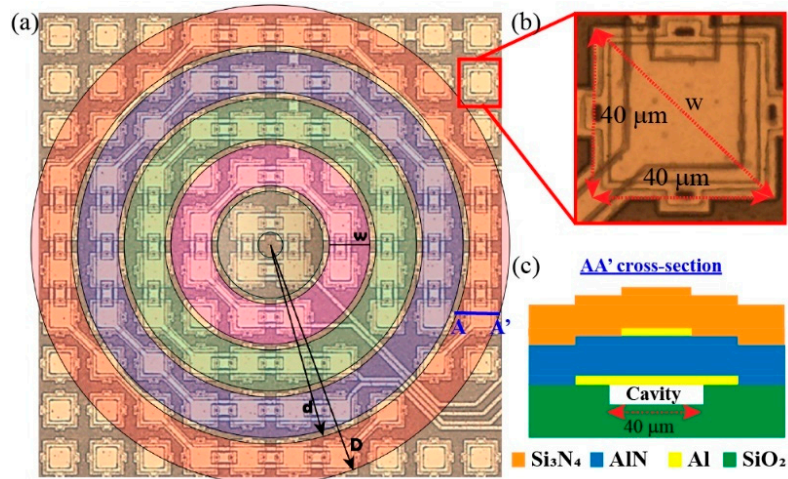 (a)
w
d
D
A A'
(b)
40 μm
w
40 μm
(c)
AA' cross-section
Cavity
40 μm
Si₃N₄ AlN Al SiO₂